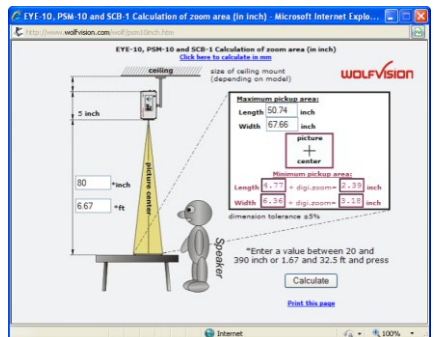 EYE-10, PSM-10 and SCB-1 Calculation of zoom area (in inch) - Microsoft Internet Explo...
http://www.wolfvision.com/wolf/psm10inch.htm
EYE-10, PSM-10 and SCB-1 Calculation of zoom area (in inch)
Click here to calculate in mm
ceiling
size of ceiling mount
(depending on model)
WOLFVISION
5 inch
Maximum pickup area:
Length 50.74 inch
Width 67.66 inch
picture
center
Minimum pickup area:
Length 4.77 + digi.zoom= 2.39 inch
Width 6.36 + digi.zoom= 3.18 inch
dimension tolerance ±5%
picture center
80 *inch
6.67 *ft
Speaker
*Enter a value between 20 and
390 inch or 1.67 and 32.5 ft and press
Calculate
Print this page
Internet
100%